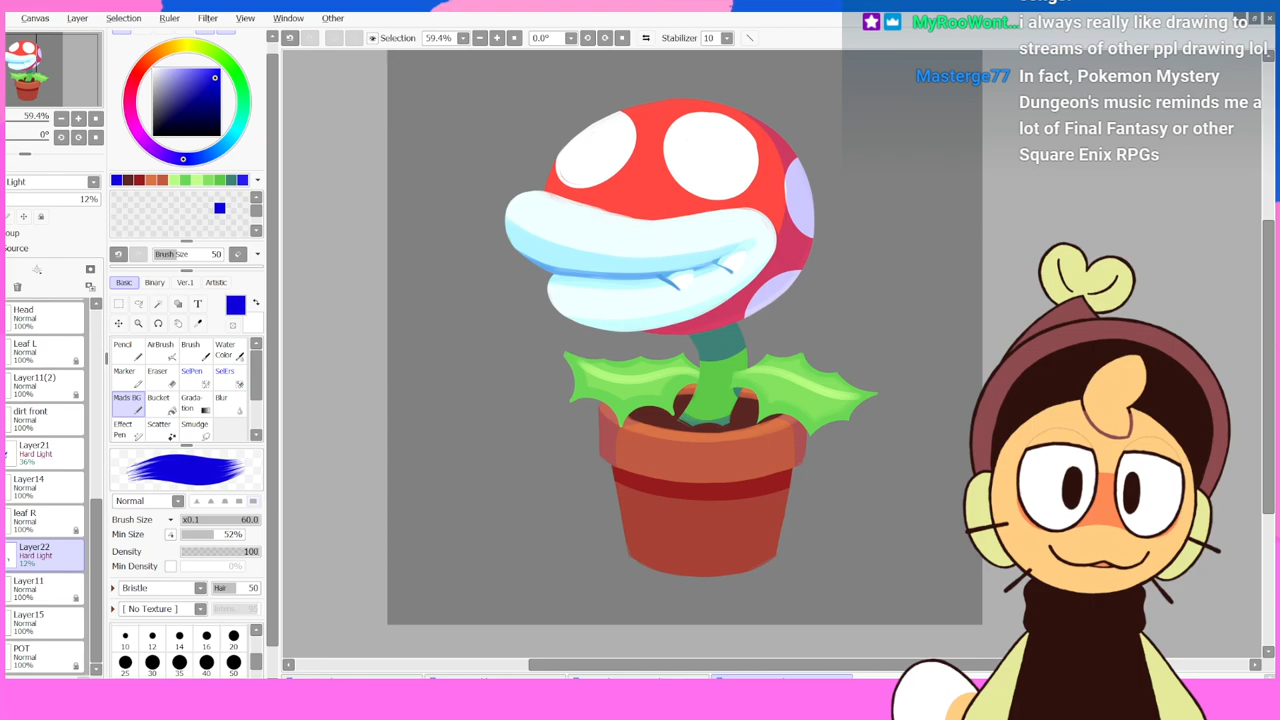 Canvas Layer Selection Ruler Filter View Window Other
Selection 59.4% 0.0° Stabilizer 10
MyRooWont... i always really like drawing to
streams of other ppl drawing lol
Masterge77 In fact, Pokemon Mystery
Dungeon's music reminds me a
lot of Final Fantasy or other
Square Enix RPGs
59.4%
0°
Light
12%
oup
Source
Brush Size 50
Basic Binary Ver.1 Artistic
T
Pencil AirBrush Brush Water Color
Marker Eraser SelPen SelErs
Mads BG Bucket Grada-tion Blur
Effect Pen Scatter Smudge
Normal
Brush Size x0.1 60.0
Min Size 52%
Density 100
Min Density 0%
Bristle Hair 50
[ No Texture ]
10 12 14 16 20
25 30 35 40 50
Head
Normal
100%
Leaf L
Normal
100%
Layer11(2)
Normal
100%
dirt front
Normal
100%
Layer21
Hard Light
36%
Layer14
Normal
100%
leaf R
Normal
100%
Layer22
Hard Light
12%
Layer11
Normal
100%
Layer15
Normal
100%
POT
Normal
100%